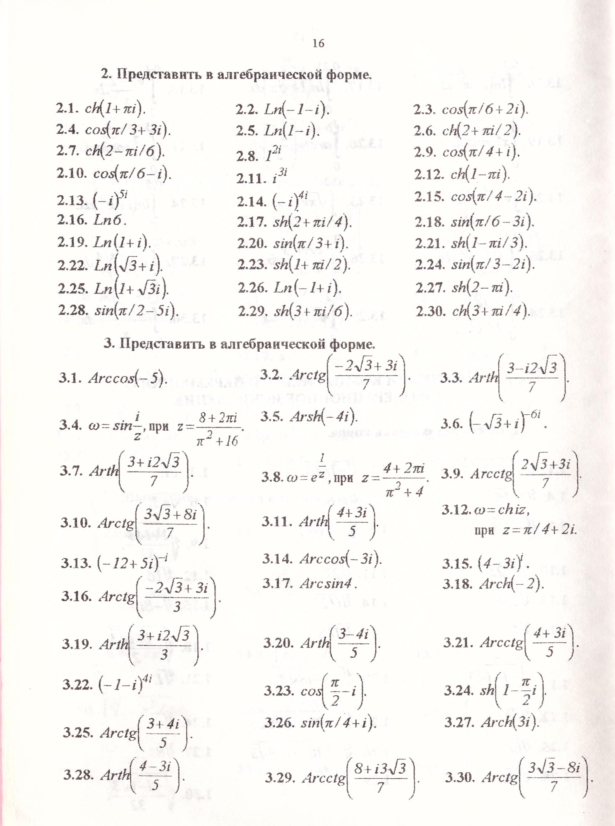 16
2. Представить в алгебраической форме.
2.1. ch(1+πi). 2.2. Ln(−1−i). 2.3. cos(π/6+2i).
2.4. cos(π/3+3i). 2.5. Ln(1−i). 2.6. ch(2+πi/2).
2.7. ch(2−πi/6). 2.8. 1^{2i} 2.9. cos(π/4+i).
2.10. cos(π/6−i). 2.11. i^{3i} 2.12. ch(1−πi).
2.13. (−i)^{5i} 2.14. (−i)^{4i} 2.15. cos(π/4−2i).
2.16. Ln6. 2.17. sh(2+πi/4). 2.18. sin(π/6−3i).
2.19. Ln(1+i). 2.20. sin(π/3+i). 2.21. sh(1−πi/3).
2.22. Ln(√3+i). 2.23. sh(1+πi/2). 2.24. sin(π/3−2i).
2.25. Ln(1+√3i). 2.26. Ln(−1+i). 2.27. sh(2−πi).
2.28. sin(π/2−5i). 2.29. sh(3+πi/6). 2.30. ch(3+πi/4).
3. Представить в алгебраической форме.
3.1. Arccos(−5). 3.2. Arctg((−2√3+3i)/7). 3.3. Arth((3−i2√3)/7).
3.4. ω=sin i/z, при z=(8+2πi)/(π²+16). 3.5. Arsh(−4i). 3.6. (−√3+i)^{−6i}.
3.7. Arth((3+i2√3)/7). 3.8. ω=e^{1/z}, при z=(4+2πi)/(π²+4). 3.9. Arcctg((2√3+3i)/7).
3.10. Arctg((3√3+8i)/7). 3.11. Arth((4+3i)/5). 3.12. ω=chiz,
при z=π/4+2i.
3.13. (−12+5i)^{−i} 3.14. Arccos(−3i). 3.15. (4−3i)^{i}.
3.16. Arctg((−2√3+3i)/3). 3.17. Arcsin4. 3.18. Arch(−2).
3.19. Arth((3+i2√3)/3). 3.20. Arth((3−4i)/5). 3.21. Arcctg((4+3i)/5).
3.22. (−1−i)^{4i} 3.23. cos(π/2−i). 3.24. sh(1−π/2 i).
3.25. Arctg((3+4i)/5). 3.26. sin(π/4+i). 3.27. Arch(3i).
3.28. Arth((4−3i)/5). 3.29. Arcctg((8+i3√3)/7). 3.30. Arctg((3√3−8i)/7).